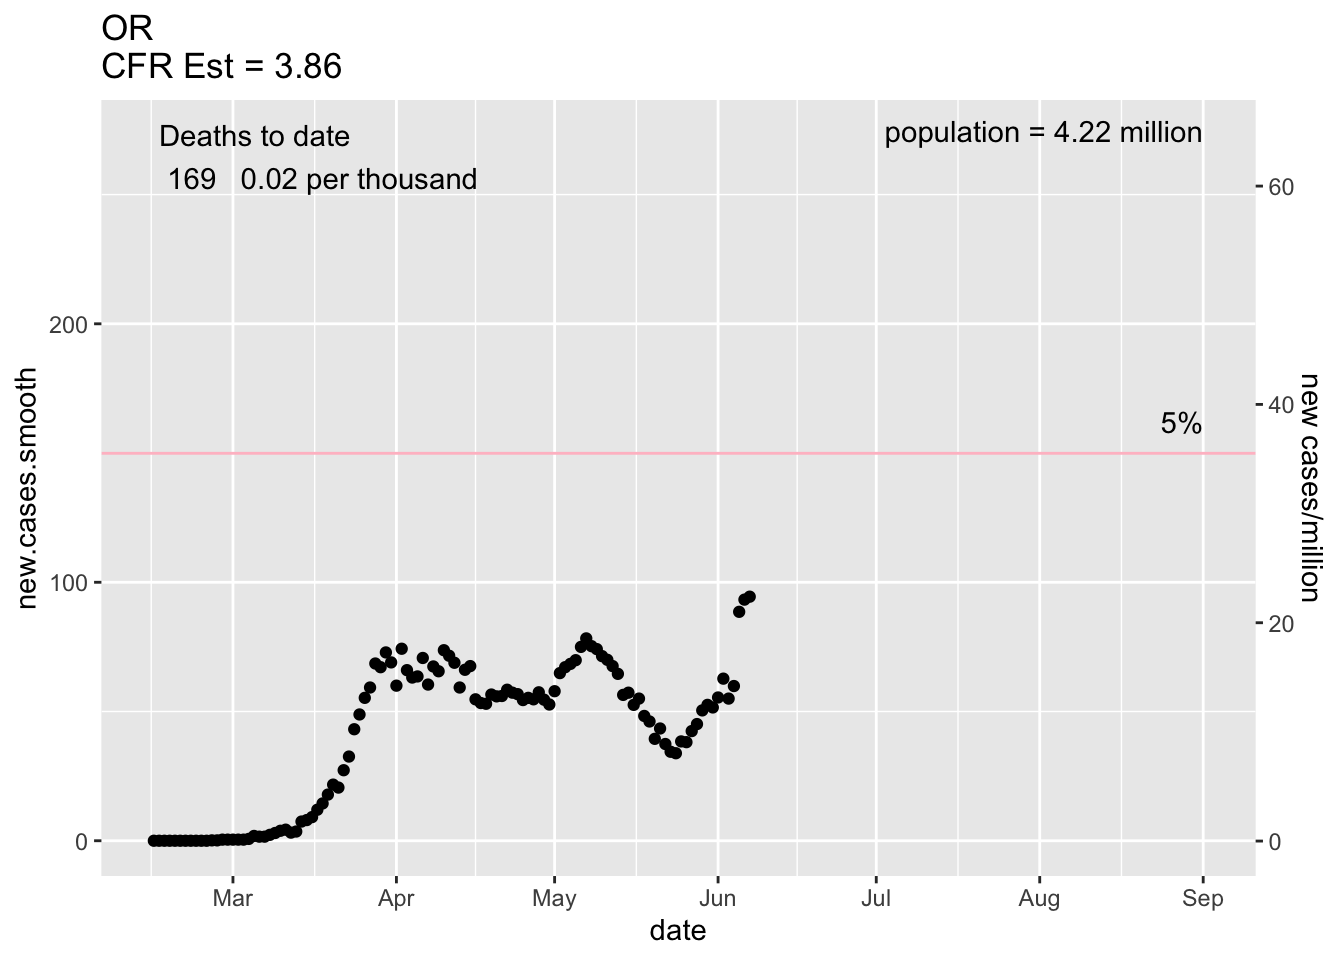 OR
CFR Est = 3.86
Deaths to date
169 0.02 per thousand
population = 4.22 million
5%
new.cases.smooth
200
100
0
60
40
20
0
new cases/million
Mar Apr May Jun Jul Aug Sep
date